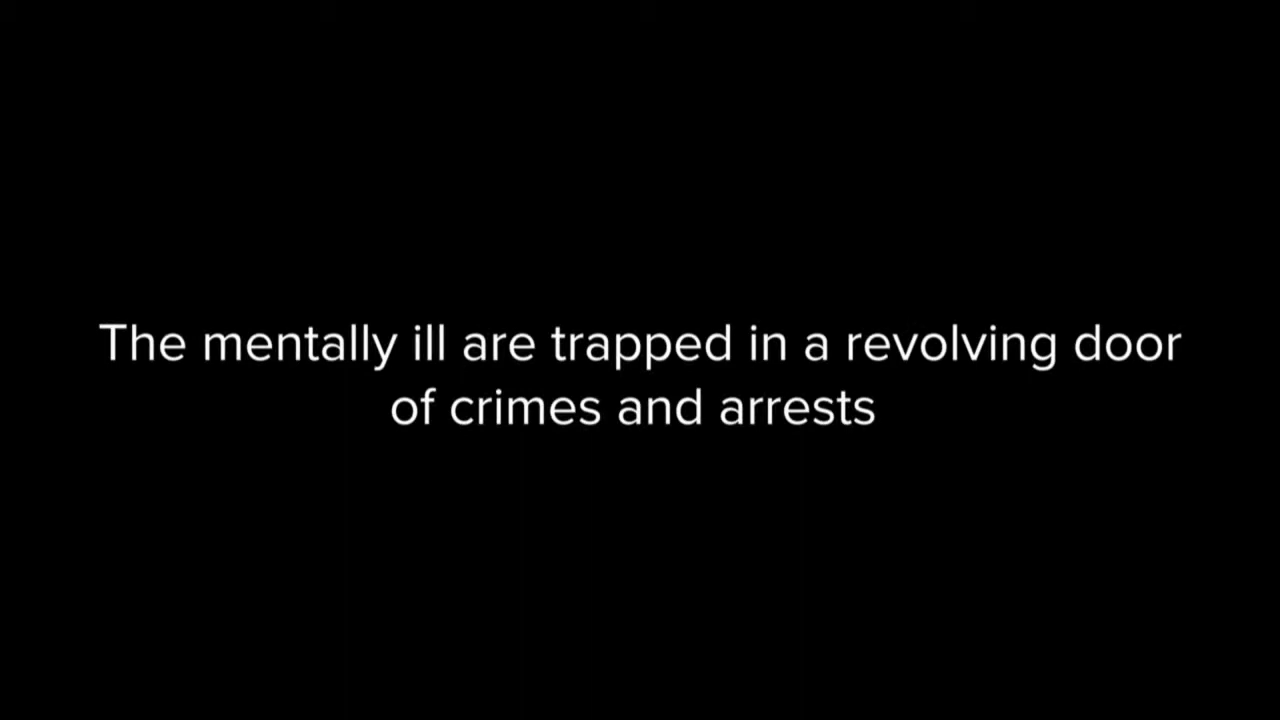 The mentally ill are trapped in a revolving door
of crimes and arrests